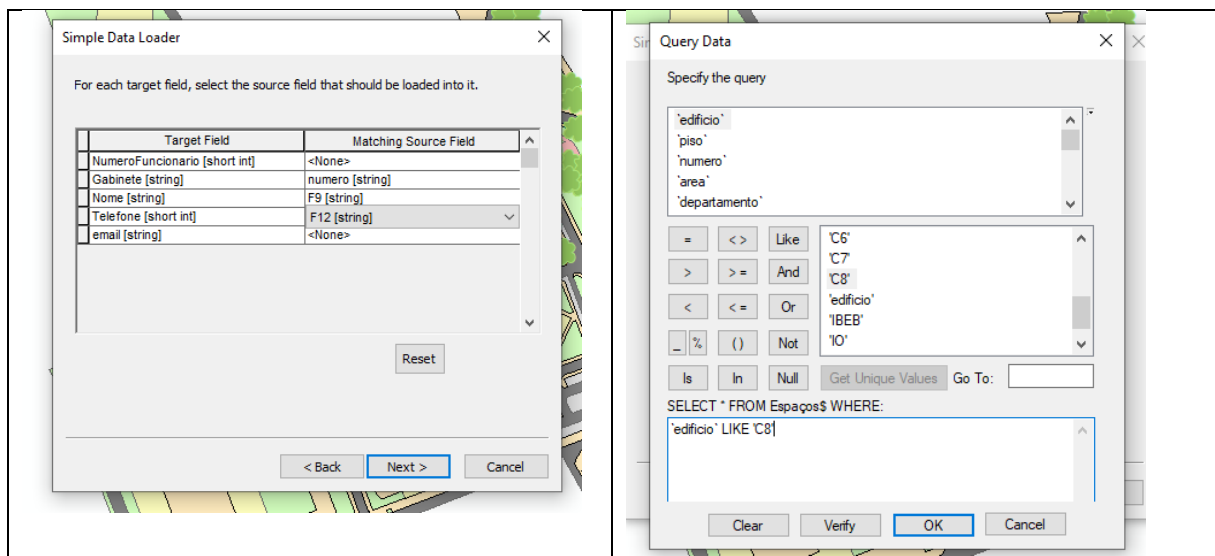 Simple Data Loader
For each target field, select the source field that should be loaded into it.
Target Field Matching Source Field
NumeroFuncionario [short int] <None>
Gabinete [string] numero [string]
Nome [string] F9 [string]
Telefone [short int] F12 [string]
email [string] <None>
Reset
< Back Next > Cancel
Query Data
Specify the query
`edificio`
`piso`
`numero`
`area`
`departamento`
= <> Like
> >= And
< <= Or
_ % () Not
Is In Null
'C6'
'C7'
'C8'
'edificio'
'IBEB'
'IO'
Get Unique Values Go To:
SELECT * FROM Espaços$ WHERE:
`edificio` LIKE 'C8'
Clear Verify OK Cancel